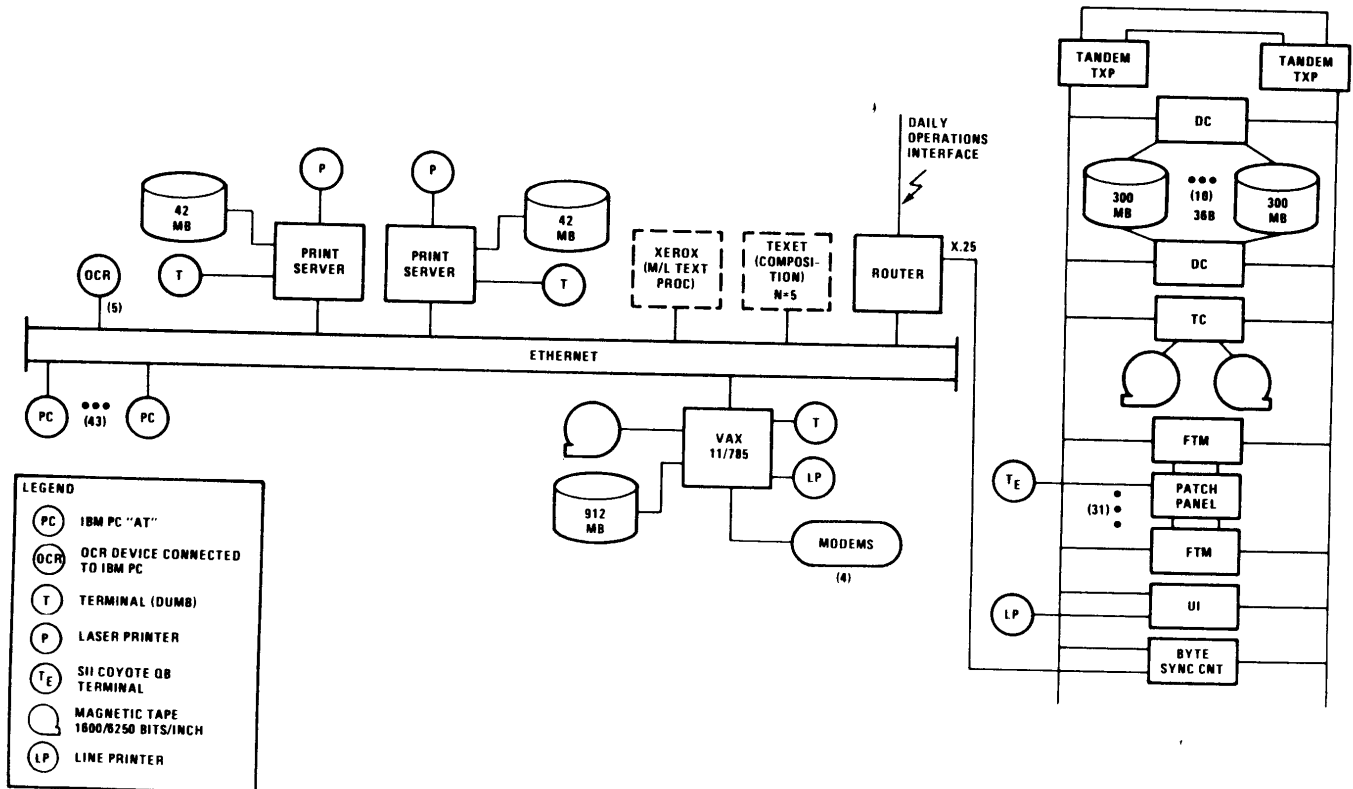 TANDEM
TXP
TANDEM
TXP
DC
300
MB
(18)
36B
300
MB
DC
TC
FTM
TE
PATCH
PANEL
(31)
FTM
LP
UI
BYTE
SYNC CNT
DAILY
OPERATIONS
INTERFACE
P
P
42
MB
42
MB
PRINT
SERVER
PRINT
SERVER
T
T
OCR
(5)
XEROX
(M/L TEXT
PROC)
TEXET
(COMPOSI-
TION)
N=5
ROUTER
X.25
ETHERNET
PC
(43)
PC
VAX
11/785
T
LP
912
MB
MODEMS
(4)
LEGEND
PC IBM PC "AT"
OCR OCR DEVICE CONNECTED
TO IBM PC
T TERMINAL (DUMB)
P LASER PRINTER
TE SII COYOTE QB
TERMINAL
MAGNETIC TAPE
1600/6250 BITS/INCH
LP LINE PRINTER